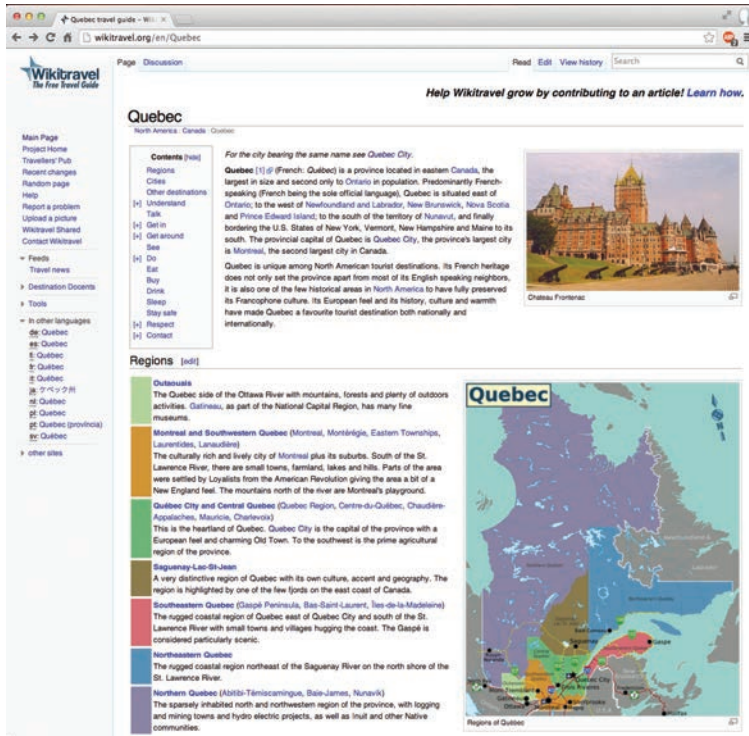 Quebec travel guide - Wi
wikitravel.org/en/Quebec
Wikitravel
The Free Travel Guide
Page Discussion
Read Edit View history Search
Help Wikitravel grow by contributing to an article! Learn how.
Quebec
North America : Canada : Quebec
Main Page
Project Home
Travellers' Pub
Recent changes
Random page
Help
Report a problem
Upload a picture
Wikitravel Shared
Contact Wikitravel
Feeds
Travel news
Destination Docents
Tools
In other languages
de: Quebec
es: Quebec
fi: Québec
fr: Québec
it: Québec
ja: ケベック州
nl: Québec
pl: Quebec
pt: Quebec (província)
sv: Québec
other sites
Contents [hide]
Regions
Cities
Other destinations
[+] Understand
Talk
[+] Get in
[+] Get around
See
[+] Do
Eat
Buy
Drink
Sleep
Stay safe
[+] Respect
[+] Contact
For the city bearing the same name see Quebec City.
Quebec [1] (French: Québec) is a province located in eastern Canada, the
largest in size and second only to Ontario in population. Predominantly French-
speaking (French being the sole official language), Quebec is situated east of
Ontario; to the west of Newfoundland and Labrador, New Brunswick, Nova Scotia
and Prince Edward Island; to the south of the territory of Nunavut, and finally
bordering the U.S. States of New York, Vermont, New Hampshire and Maine to its
south. The provincial capital of Quebec is Quebec City, the province's largest city
is Montreal, the second largest city in Canada.
Quebec is unique among North American tourist destinations. Its French heritage
does not only set the province apart from most of its English speaking neighbors,
it is also one of the few historical areas in North America to have fully preserved
its Francophone culture. Its European feel and its history, culture and warmth
have made Quebec a favourite tourist destination both nationally and
internationally.
Chateau Frontenac
Regions [edit]
Outaouais
The Quebec side of the Ottawa River with mountains, forests and plenty of outdoors
activities. Gatineau, as part of the National Capital Region, has many fine
museums.
Montreal and Southwestern Quebec (Montreal, Montérégie, Eastern Townships,
Laurentides, Lanaudière)
The culturally rich and lively city of Montreal plus its suburbs. South of the St.
Lawrence River, there are small towns, farmland, lakes and hills. Parts of the area
were settled by Loyalists from the American Revolution giving the area a bit of a
New England feel. The mountains north of the river are Montreal's playground.
Québec City and Central Quebec (Quebec Region, Centre-du-Québec, Chaudière-
Appalaches, Mauricie, Charlevoix)
This is the heartland of Quebec. Quebec City is the capital of the province with a
European feel and charming Old Town. To the southwest is the prime agricultural
region of the province.
Saguenay-Lac-St-Jean
A very distinctive region of Quebec with its own culture, accent and geography. The
region is highlighted by one of the few fjords on the east coast of Canada.
Southeastern Quebec (Gaspé Peninsula, Bas-Saint-Laurent, Îles-de-la-Madeleine)
The rugged coastal region of Quebec east of Quebec City and south of the St.
Lawrence River with small towns and villages hugging the coast. The Gaspé is
considered particularly scenic.
Northeastern Quebec
The rugged coastal region northeast of the Saguenay River on the north shore of the
St. Lawrence River.
Northern Quebec (Abitibi-Témiscamingue, Baie-James, Nunavik)
The sparsely inhabited north and northwestern region of the province, with logging
and mining towns and hydro electric projects, as well as Inuit and other Native
communities.
Quebec
N
Newfoundland &
Labrador
Northern Quebec
Northeastern Quebec
Saguenay
Gaspe
Quebec City
Trois Rivieres
Mont-Tremblant
Sherbrooke
Ottawa
Halifax
Regions of Québec